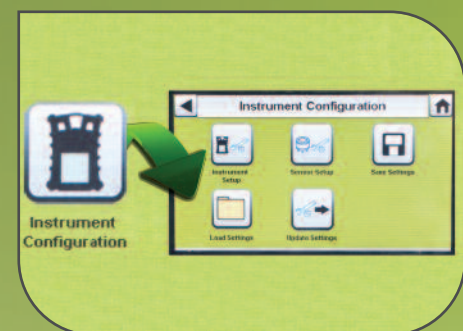 Instrument Configuration
Instrument
Setup
Sensor Setup
Save Settings
Load Settings
Update Settings
Instrument
Configuration